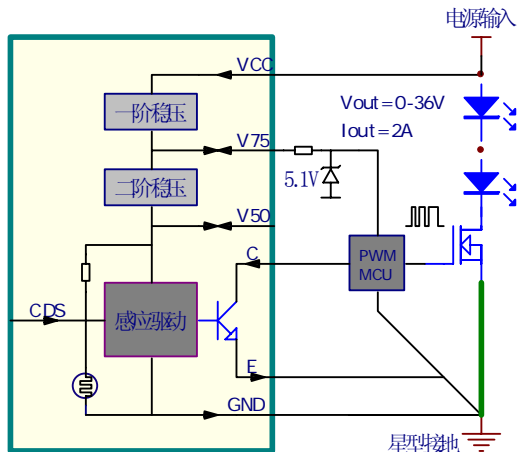 电源输入
VCC
一阶稳压
Vout=0-36V
Iout=2A
V75
5.1V
二阶稳压
V50
C
PWM
MCU
CDS
感应驱动
E
GND
星型接地